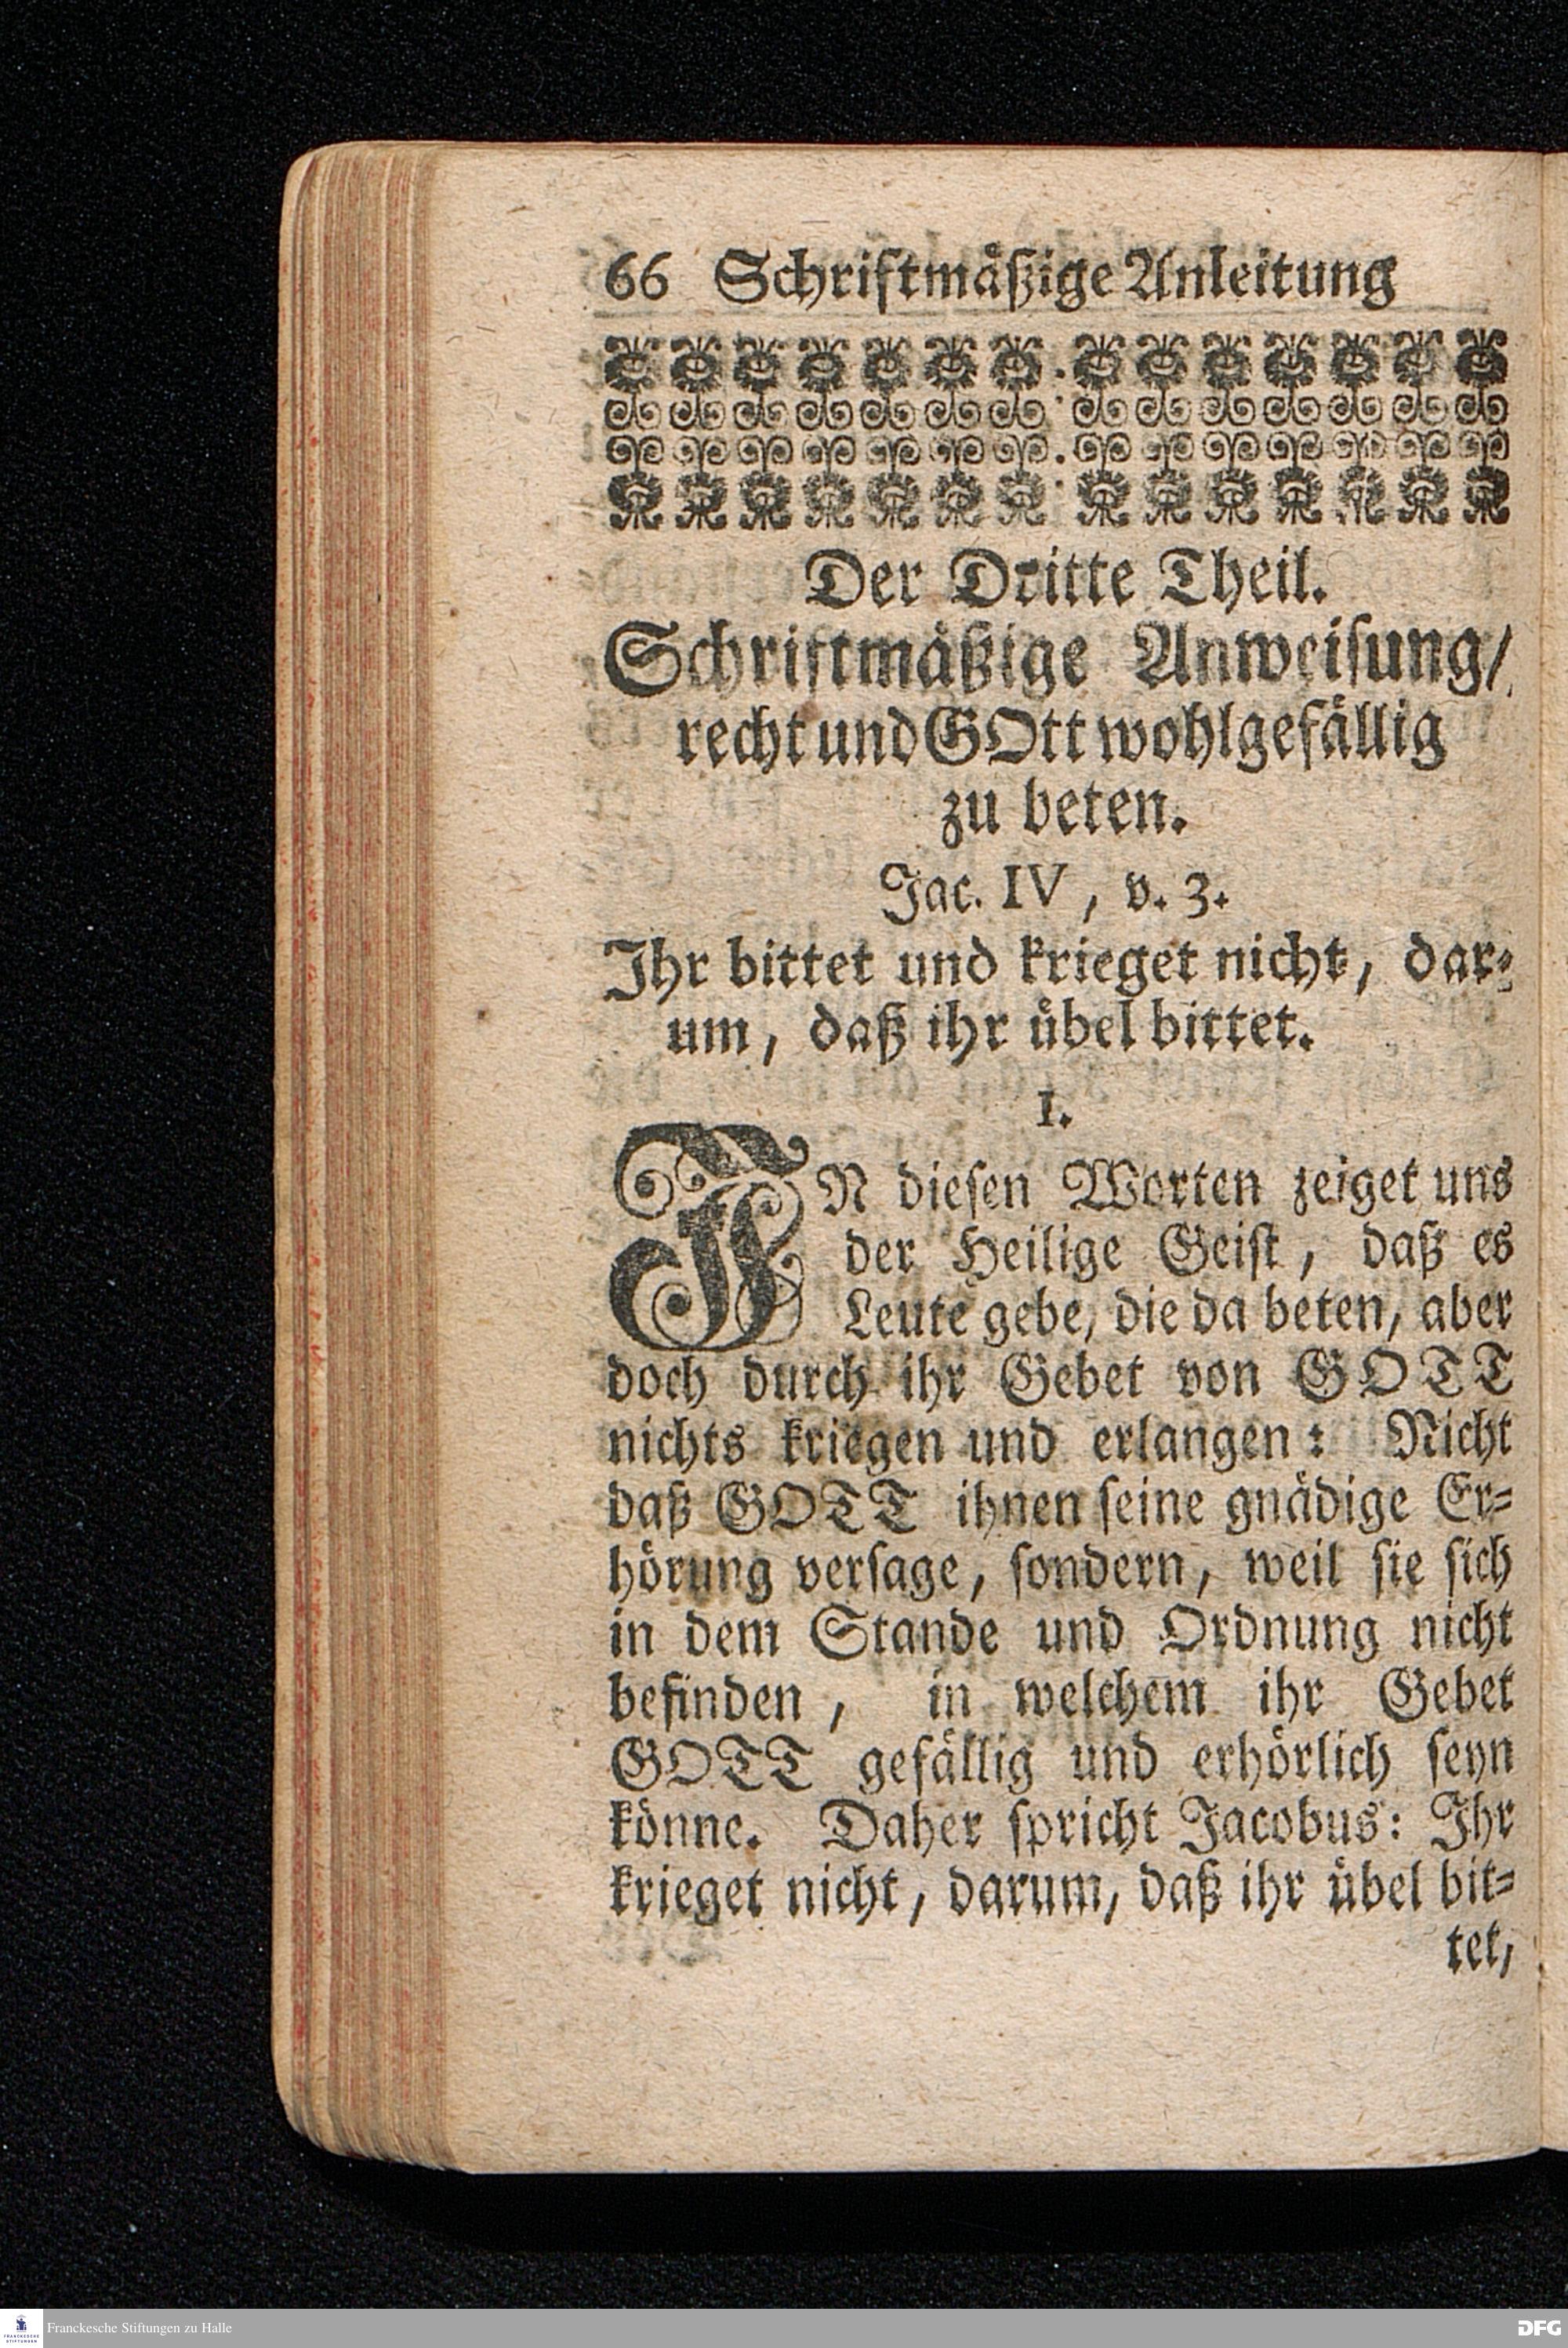 66 Schriftmäßige Anleitung
Der Dritte Theil.
Schriftmäßige Anweisung/
recht und GOtt wohlgefällig
zu beten.
Jac. IV, v. 3.
Ihr bittet und krieget nicht, dar-
um, daß ihr übel bittet.
1.
IN diesen Worten zeiget uns
der Heilige Geist, daß es
Leute gebe, die da beten, aber
doch durch ihr Gebet von GOTT
nichts kriegen und erlangen: Nicht
daß GOTT ihnen seine gnädige Er-
hörung versage, sondern, weil sie sich
in dem Stande und Ordnung nicht
befinden, in welchem ihr Gebet
GOTT gefällig und erhörlich seyn
könne. Daher spricht Jacobus: Ihr
krieget nicht, darum, daß ihr übel bit-
tet,
FRANCKESCHE STIFTUNGEN
Franckesche Stiftungen zu Halle
DFG